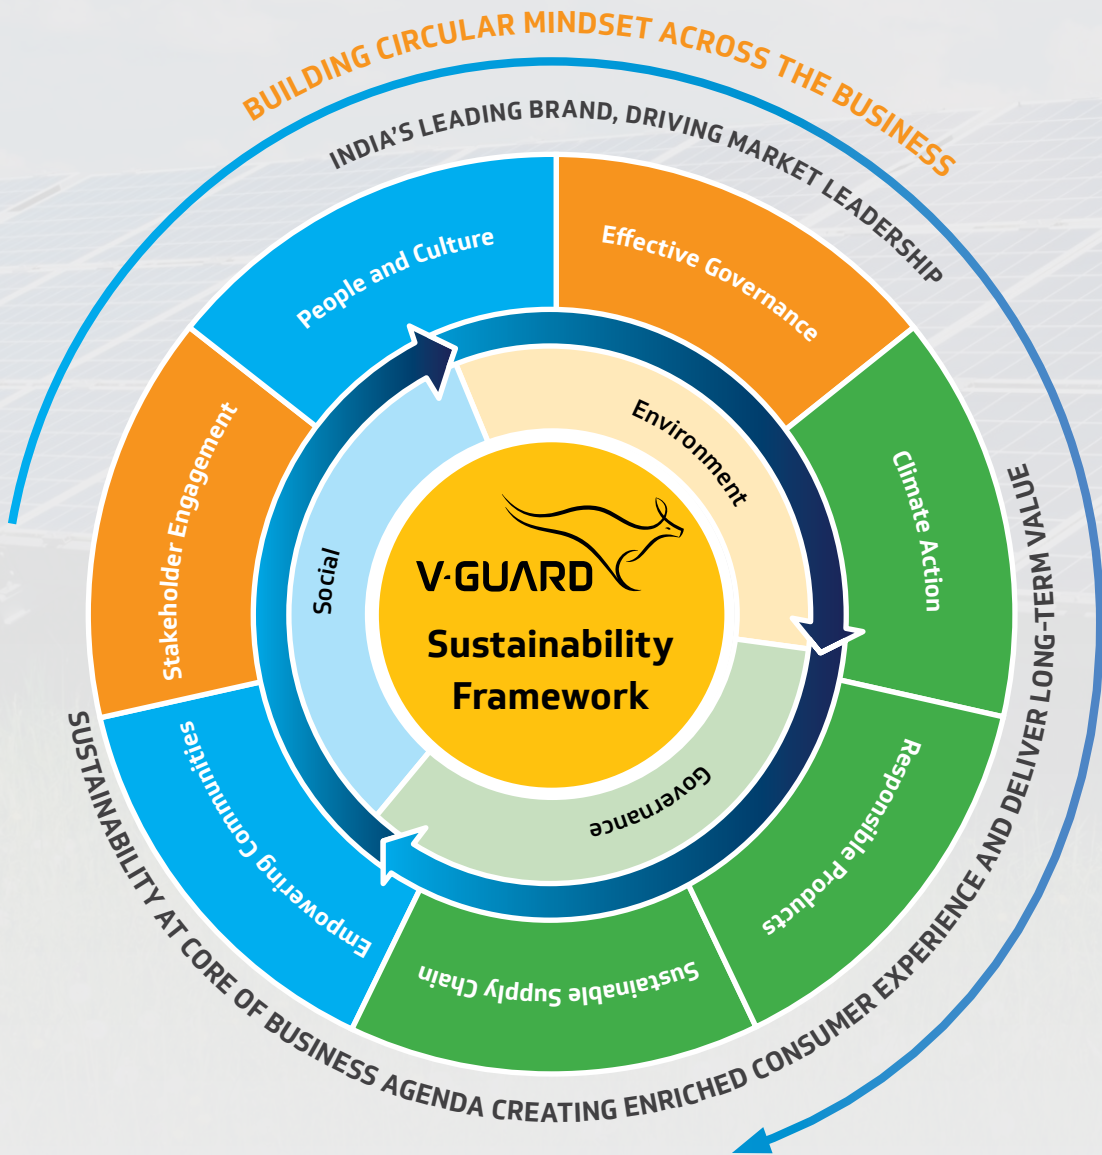 BUILDING CIRCULAR MINDSET ACROSS THE BUSINESS
INDIA'S LEADING BRAND, DRIVING MARKET LEADERSHIP
People and Culture
Effective Governance
Climate Action
Responsible Products
Sustainable Supply Chain
Empowering Communities
Stakeholder Engagement
Environment
Governance
Social
V-GUARD
Sustainability
Framework
SUSTAINABILITY AT CORE OF BUSINESS AGENDA CREATING ENRICHED CONSUMER EXPERIENCE AND DELIVER LONG-TERM VALUE